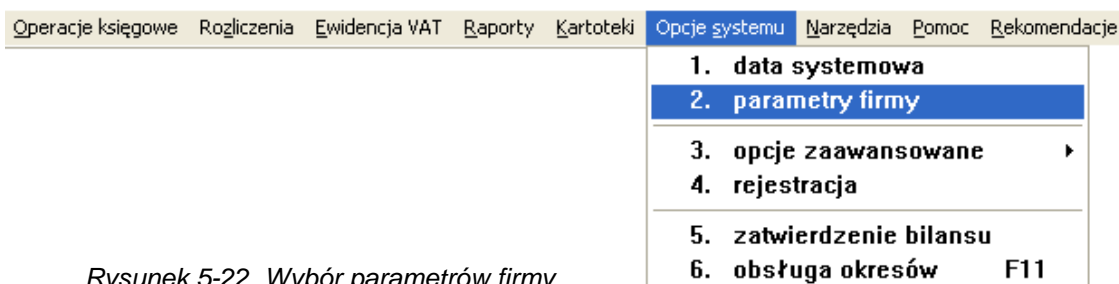 Operacje księgowe Rozliczenia Ewidencja VAT Raporty Kartoteki Opcje systemu Narzędzia Pomoc Rekomendacje
1. data systemowa
2. parametry firmy
3. opcje zaawansowane
4. rejestracja
5. zatwierdzenie bilansu
6. obsługa okresów F11
Rysunek 5-22 Wybór parametrów firmy